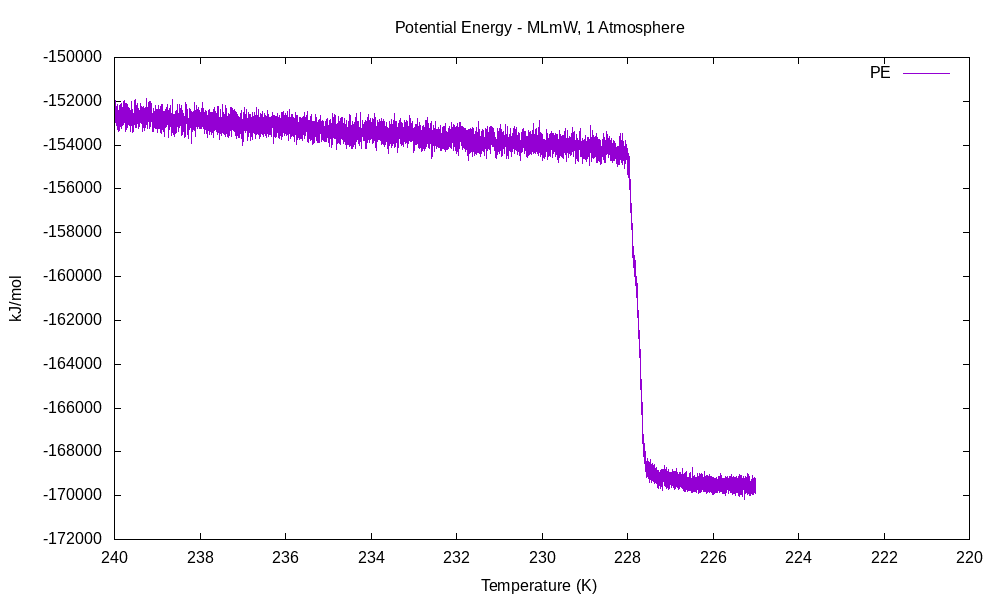 Potential Energy - MLmW, 1 Atmosphere
PE
-150000
-152000
-154000
-156000
-158000
-160000
-162000
-164000
-166000
-168000
-170000
-172000
kJ/mol
240 238 236 234 232 230 228 226 224 222 220
Temperature (K)